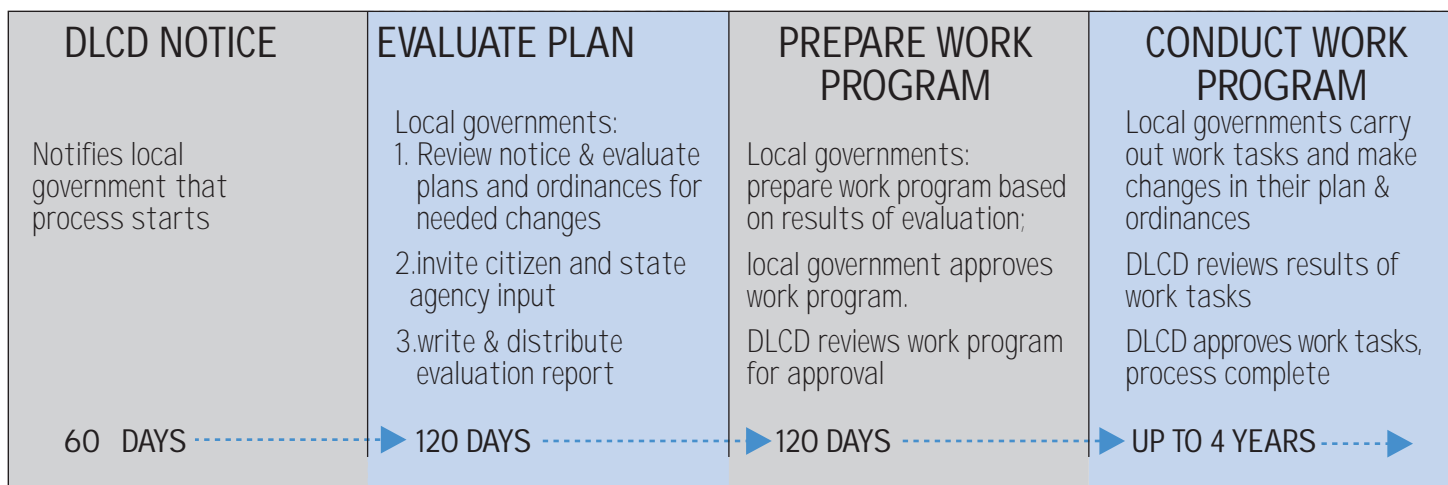 DLCD NOTICE
Notifies local
government that
process starts
60 DAYS
EVALUATE PLAN
Local governments:
1. Review notice & evaluate
plans and ordinances for
needed changes
2.invite citizen and state
agency input
3.write & distribute
evaluation report
120 DAYS
PREPARE WORK
PROGRAM
Local governments:
prepare work program based
on results of evaluation;
local government approves
work program.
DLCD reviews work program
for approval
120 DAYS
CONDUCT WORK
PROGRAM
Local governments carry
out work tasks and make
changes in their plan &
ordinances
DLCD reviews results of
work tasks
DLCD approves work tasks,
process complete
UP TO 4 YEARS